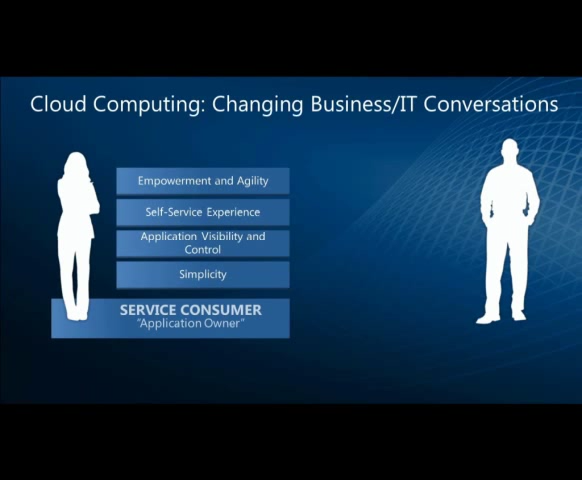 Cloud Computing: Changing Business/IT Conversations
Empowerment and Agility
Self-Service Experience
Application Visibility and
Control
Simplicity
SERVICE CONSUMER
"Application Owner"